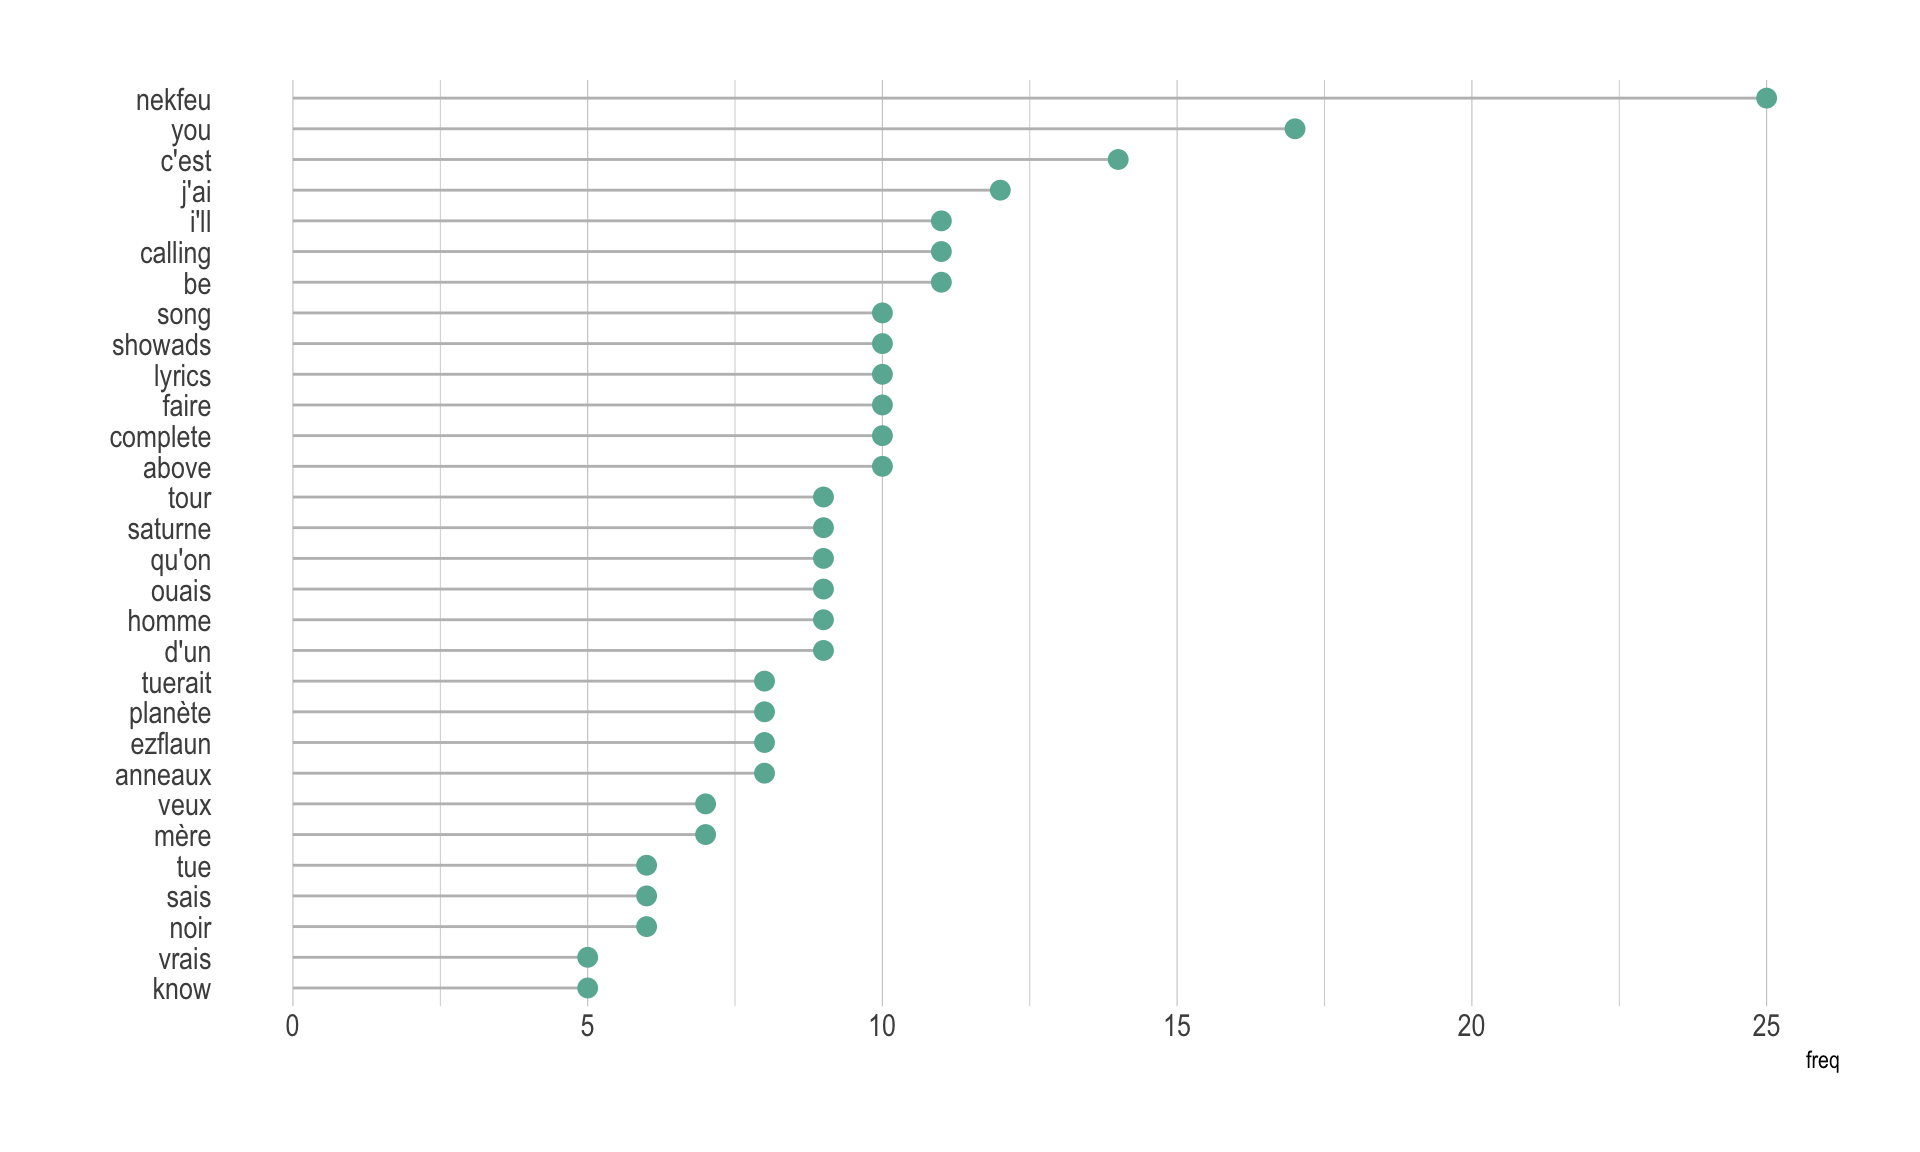 nekfeu
you
c'est
j'ai
i'll
calling
be
song
showads
lyrics
faire
complete
above
tour
saturne
qu'on
ouais
homme
d'un
tuerait
planète
ezflaun
anneaux
veux
mère
tue
sais
noir
vrais
know
0 5 10 15 20 25
freq